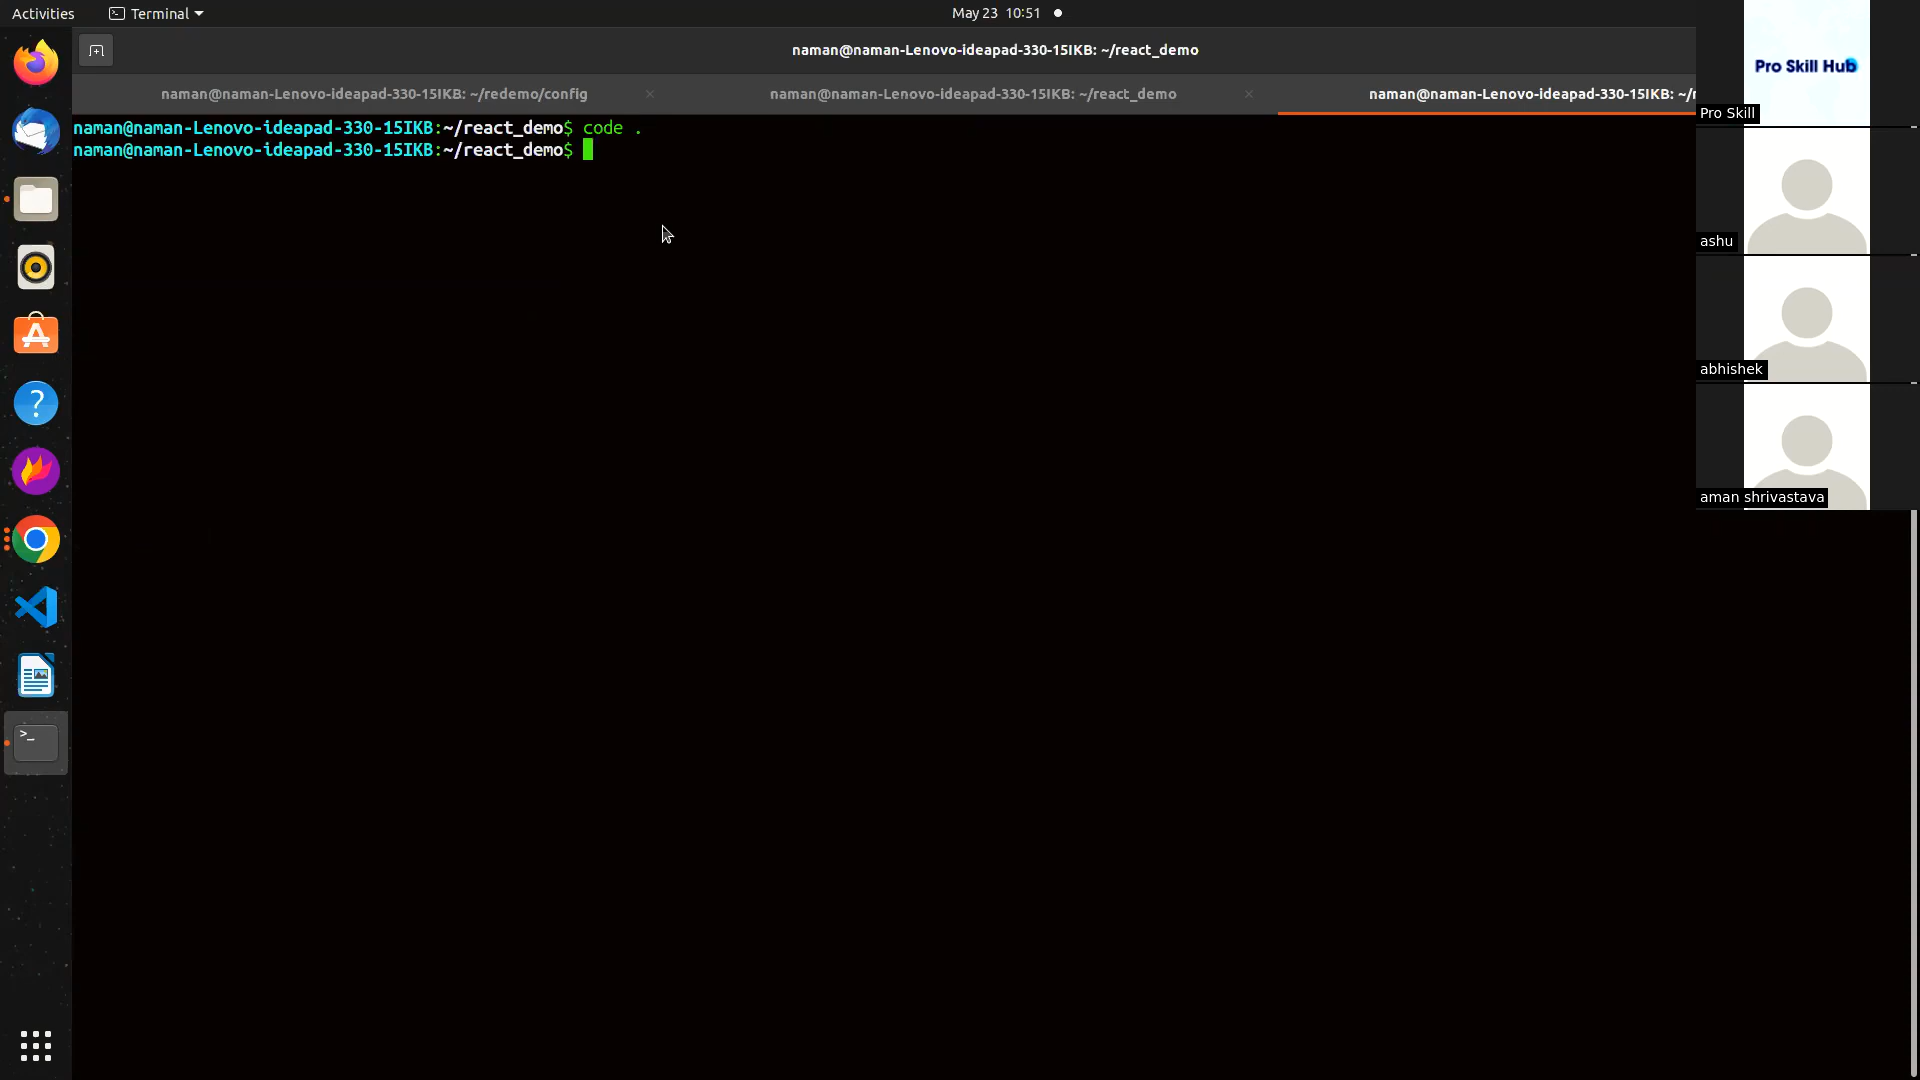 Activities
Terminal
May 23 10:51
naman@naman-Lenovo-ideapad-330-15IKB: ~/react_demo
naman@naman-Lenovo-ideapad-330-15IKB: ~/redemo/config
naman@naman-Lenovo-ideapad-330-15IKB: ~/react_demo
naman@naman-Lenovo-ideapad-330-15IKB: ~/r
naman@naman-Lenovo-ideapad-330-15IKB:~/react_demo$ code .
naman@naman-Lenovo-ideapad-330-15IKB:~/react_demo$
Pro Skill Hub
Pro Skill
ashu
abhishek
aman shrivastava